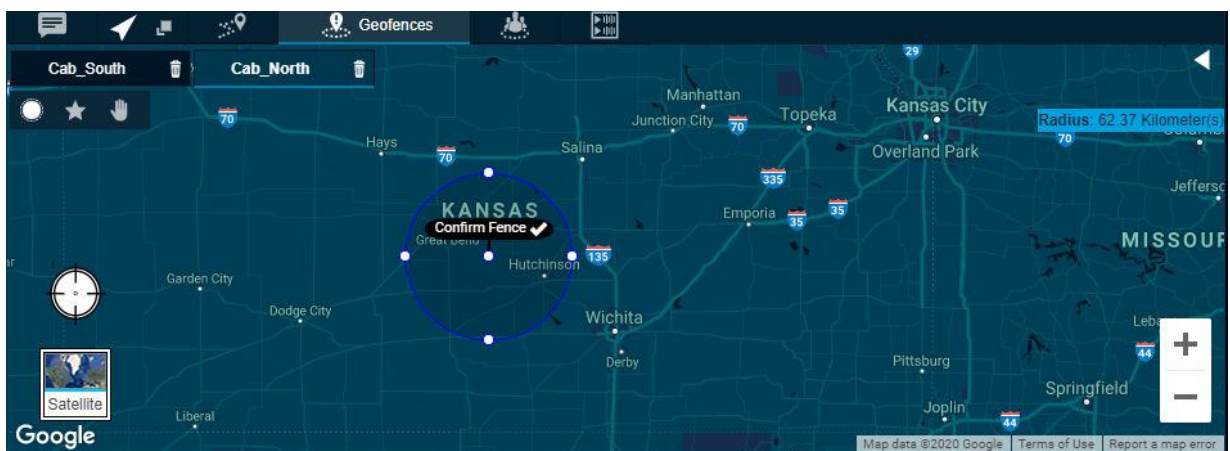 Geofences
Cab_South
Cab_North
29
Manhattan
Kansas City
70
Topeka
Radius: 62.37 Kilometer(s)
Junction City
70
70
Hays
Salina
Overland Park
70
335
KANSAS
Emporia
35
35
Confirm Fence
Great Bend
MISSOUR
135
Hutchinson
Garden City
Dodge City
Wichita
44
Derby
Pittsburg
Satellite
Springfield
Liberal
Joplin
44
Google
Map data ©2020 Google
Terms of Use
Report a map error